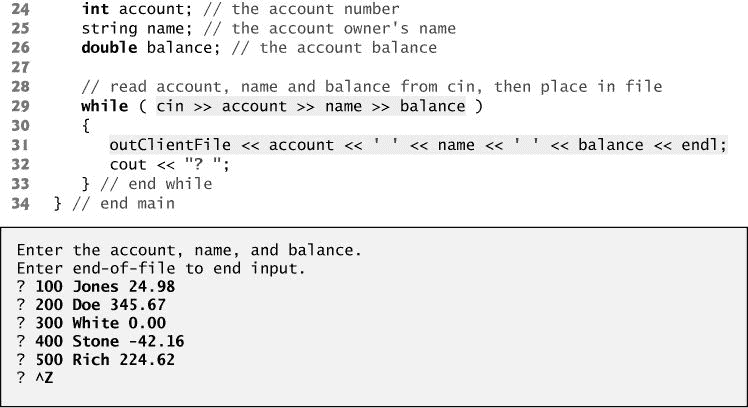 24 int account; // the account number
25 string name; // the account owner's name
26 double balance; // the account balance
27
28 // read account, name and balance from cin, then place in file
29 while ( cin >> account >> name >> balance )
30 {
31 outClientFile << account << ' ' << name << ' ' << balance << endl;
32 cout << "? ";
33 } // end while
34 } // end main
Enter the account, name, and balance.
Enter end-of-file to end input.
? 100 Jones 24.98
? 200 Doe 345.67
? 300 White 0.00
? 400 Stone -42.16
? 500 Rich 224.62
? ^Z